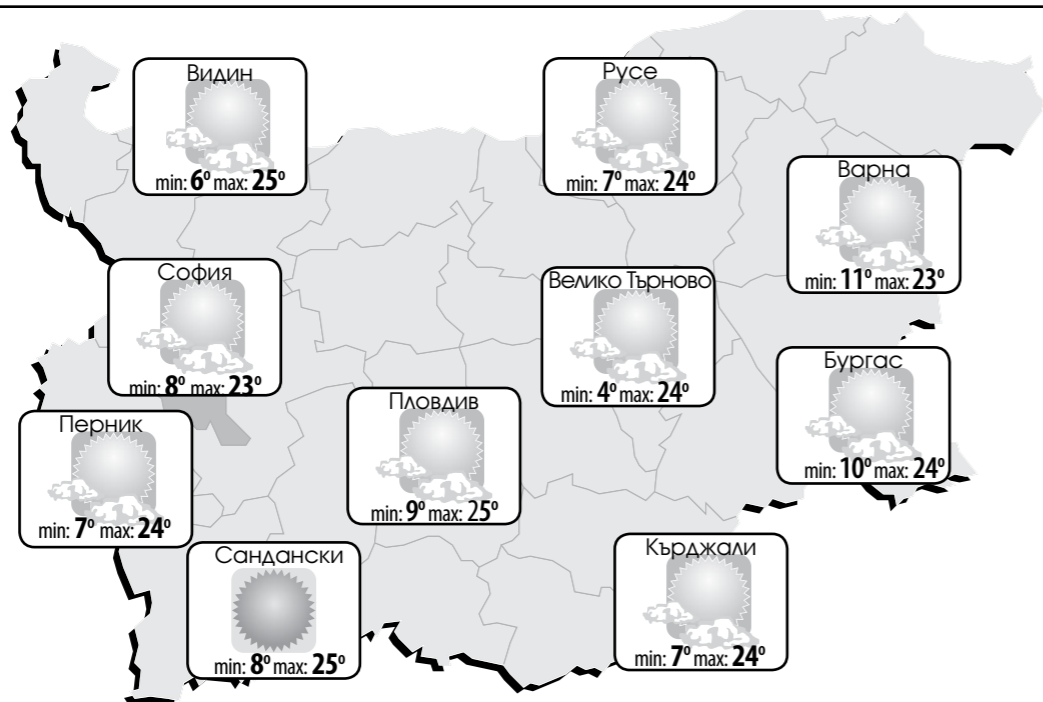 Видин
min: 6° max: 25°
Русе
min: 7° max: 24°
Варна
min: 11° max: 23°
София
min: 8° max: 23°
Велико Търново
min: 4° max: 24°
Бургас
min: 10° max: 24°
Пловдив
min: 9° max: 25°
Перник
min: 7° max: 24°
Сандански
min: 8° max: 25°
Кърджали
min: 7° max: 24°